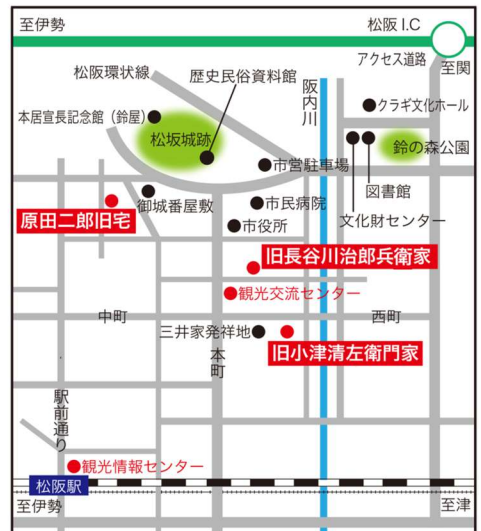 至伊勢
松阪 I.C
アクセス道路
至関
松阪環状線
歴史民俗資料館
阪内川
クラギ文化ホール
本居宣長記念館（鈴屋）
松坂城跡
鈴の森公園
市営駐車場
図書館
御城番屋敷
市民病院
文化財センター
原田二郎旧宅
市役所
旧長谷川治郎兵衛家
観光交流センター
中町
西町
三井家発祥地
本町
旧小津清左衛門家
駅前通り
観光情報センター
松阪駅
至伊勢
至津